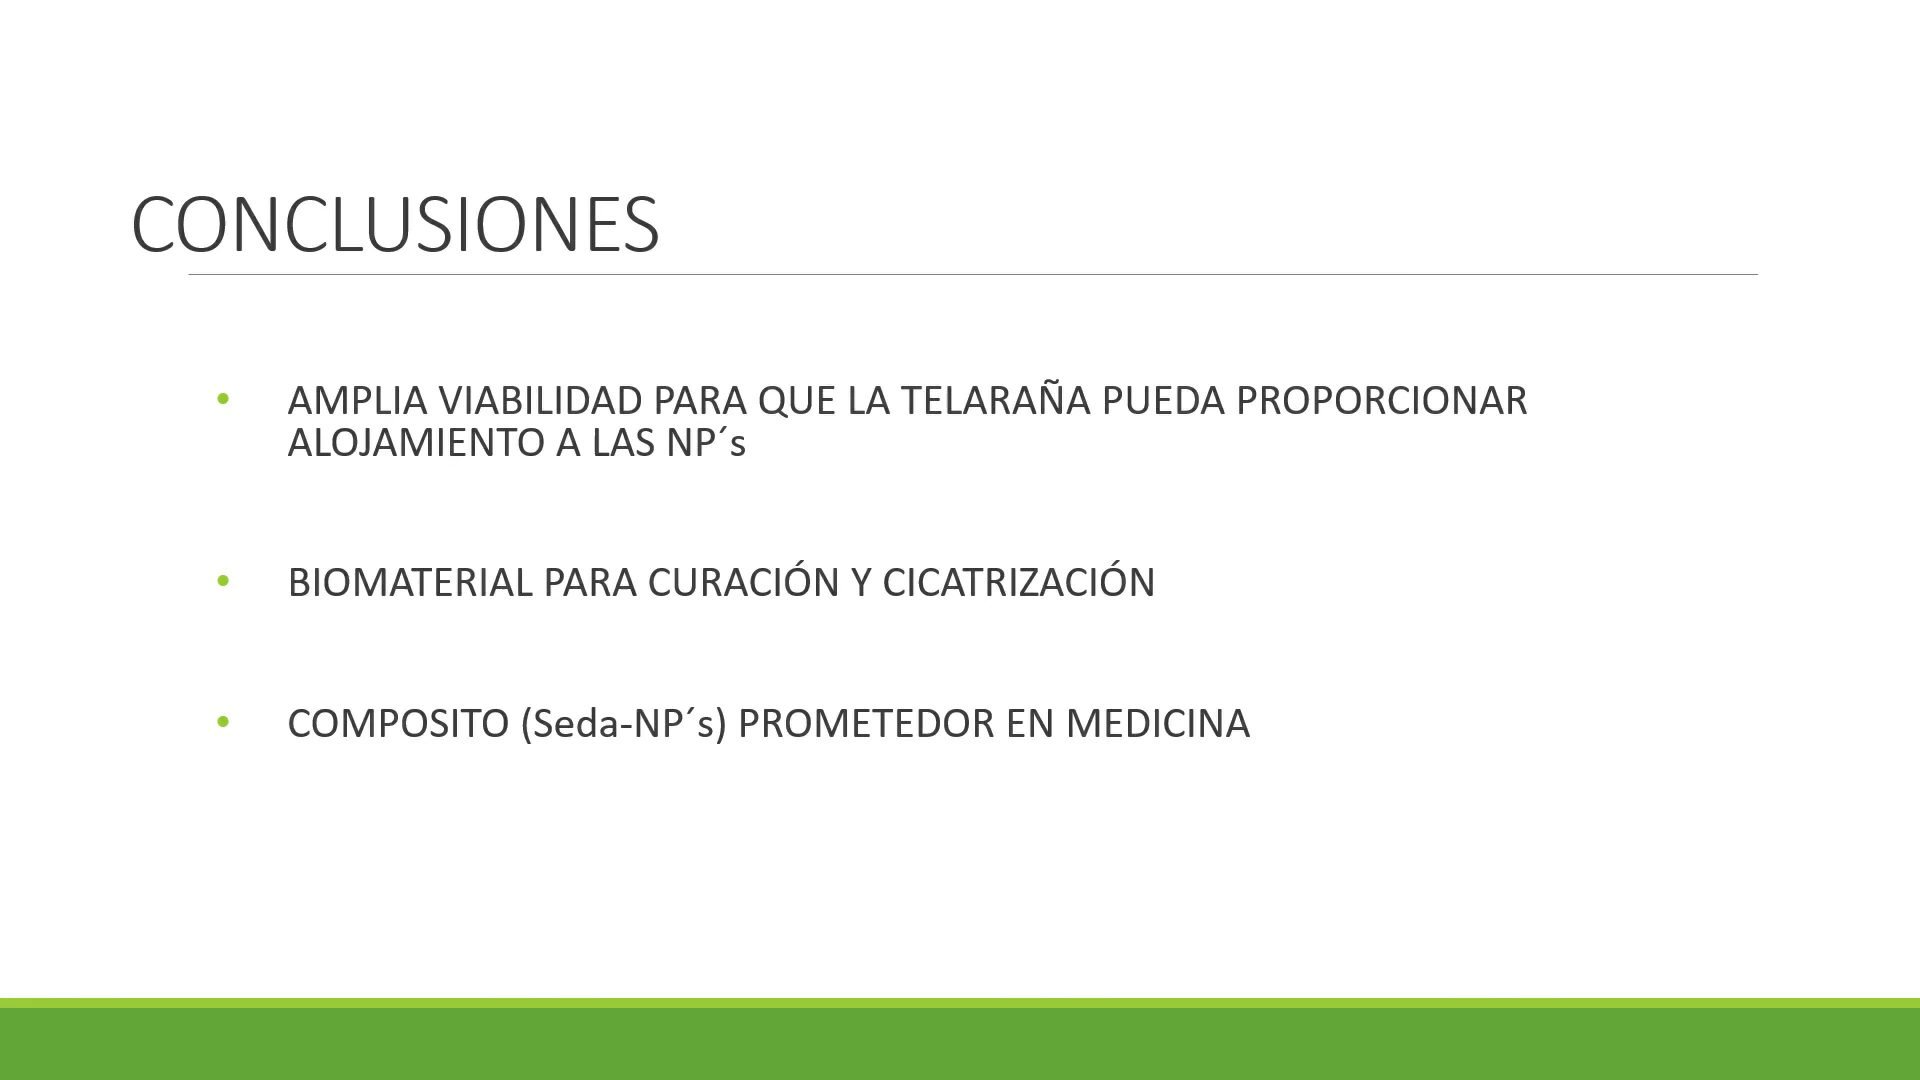 CONCLUSIONES
• AMPLIA VIABILIDAD PARA QUE LA TELARAÑA PUEDA PROPORCIONAR
ALOJAMIENTO A LAS NP´s
• BIOMATERIAL PARA CURACIÓN Y CICATRIZACIÓN
• COMPOSITO (Seda-NP´s) PROMETEDOR EN MEDICINA